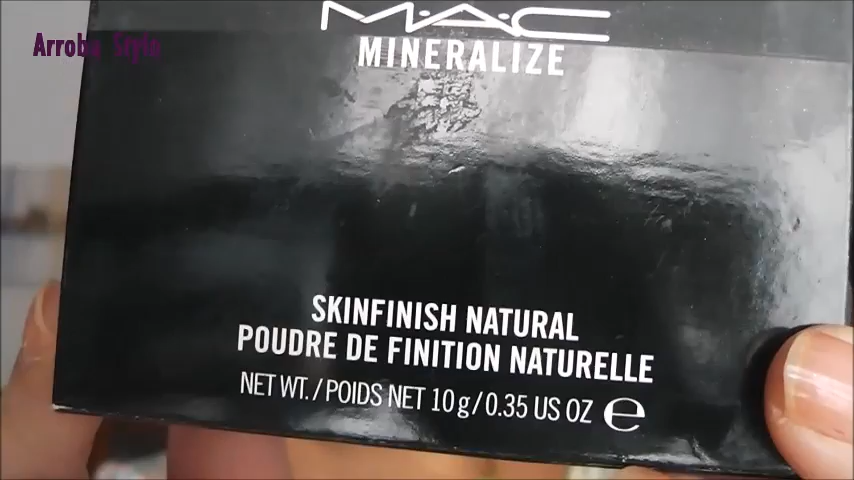 M·A·C
Arroba Style
MINERALIZE
SKINFINISH NATURAL
POUDRE DE FINITION NATURELLE
NET WT./POIDS NET 10 g/0.35 US OZ ℮